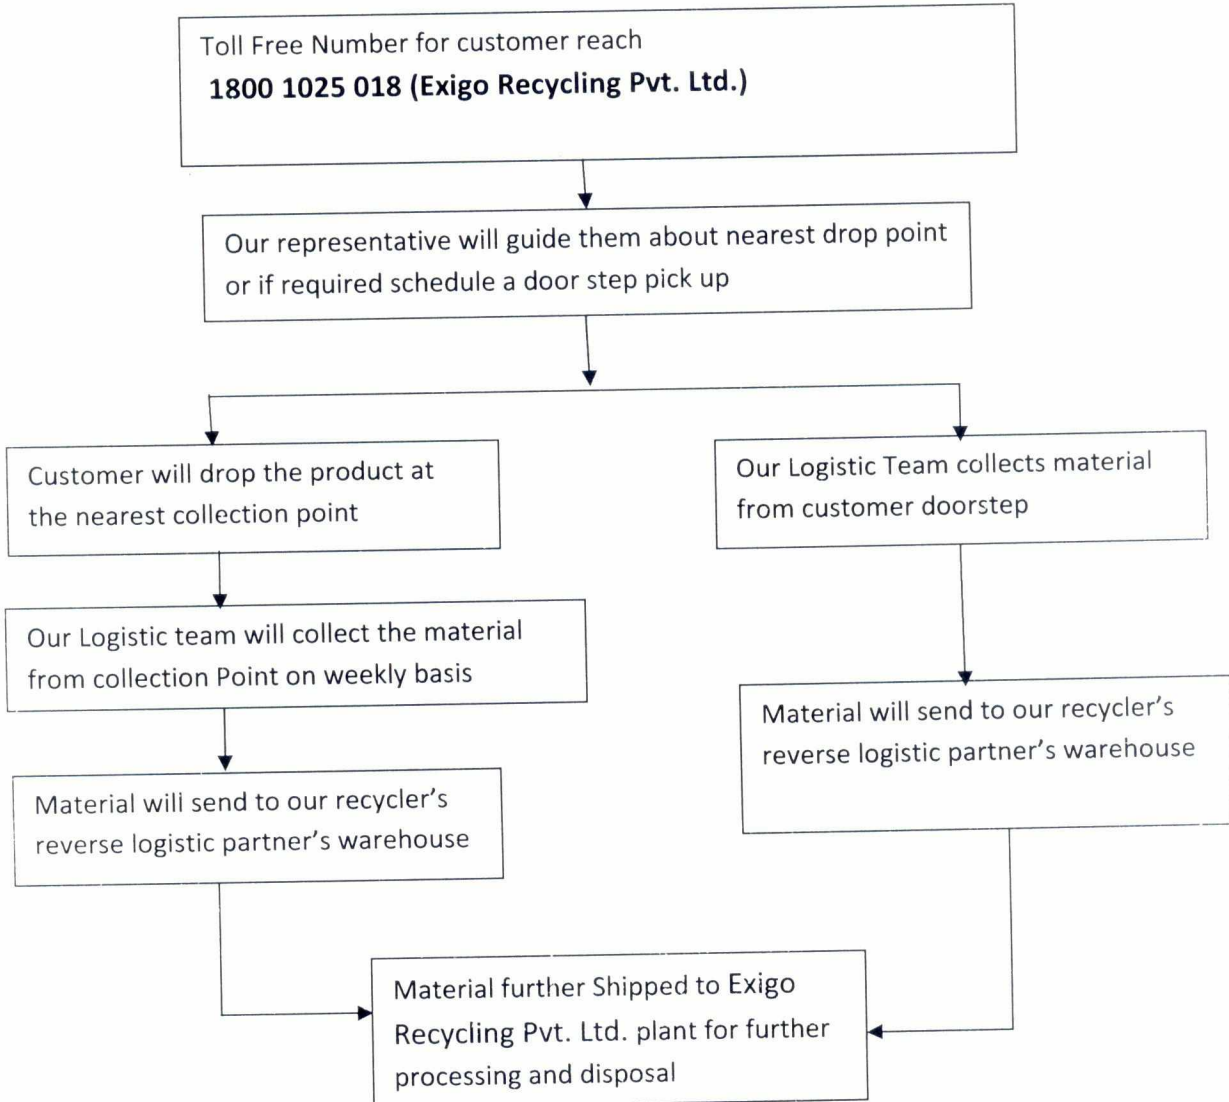 Toll Free Number for customer reach
1800 1025 018 (Exigo Recycling Pvt. Ltd.)
Our representative will guide them about nearest drop point
or if required schedule a door step pick up
Customer will drop the product at
the nearest collection point
Our Logistic team will collect the material
from collection Point on weekly basis
Material will send to our recycler's
reverse logistic partner's warehouse
Our Logistic Team collects material
from customer doorstep
Material will send to our recycler's
reverse logistic partner's warehouse
Material further Shipped to Exigo
Recycling Pvt. Ltd. plant for further
processing and disposal